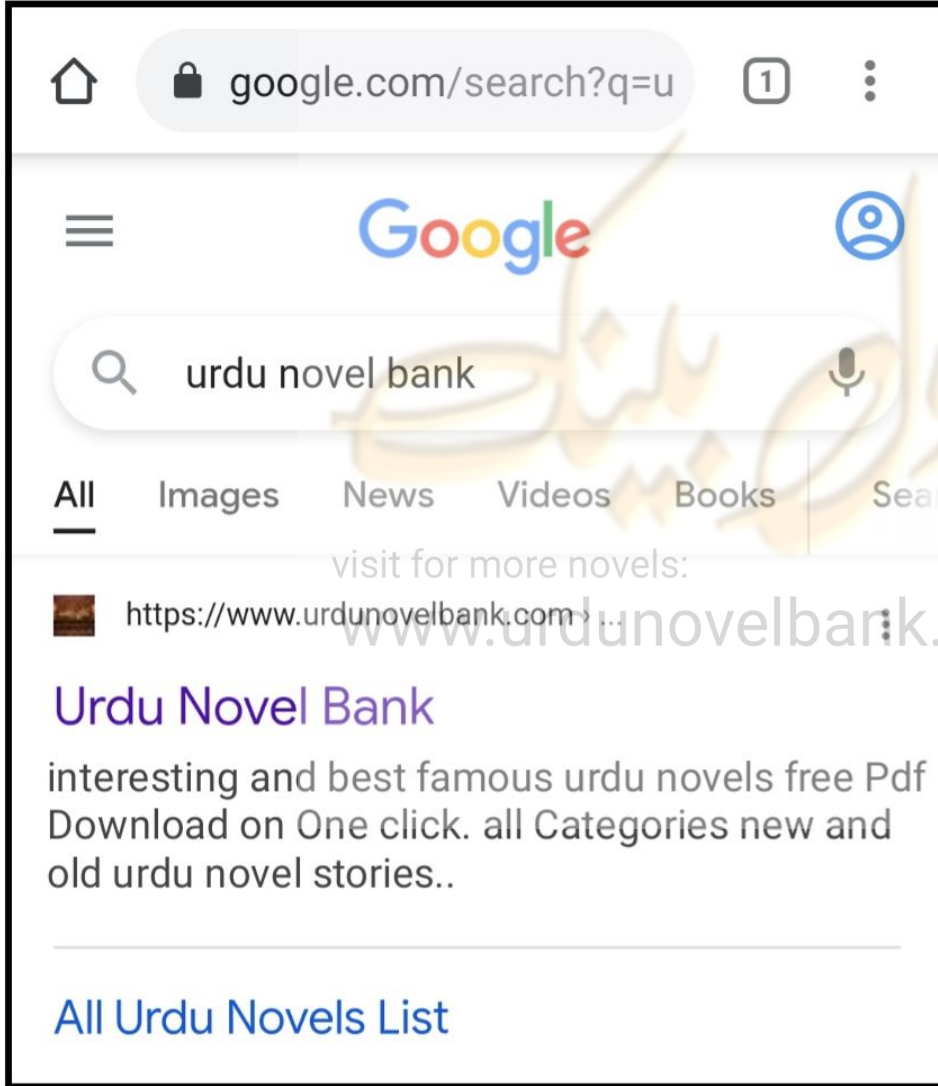 google.com/search?q=u
1
Google
urdu novel bank
All Images News Videos Books Sea
visit for more novels:
https://www.urdunovelbank.com › ...
www.urdunovelbank.
Urdu Novel Bank
interesting and best famous urdu novels free Pdf
Download on One click. all Categories new and
old urdu novel stories..
All Urdu Novels List